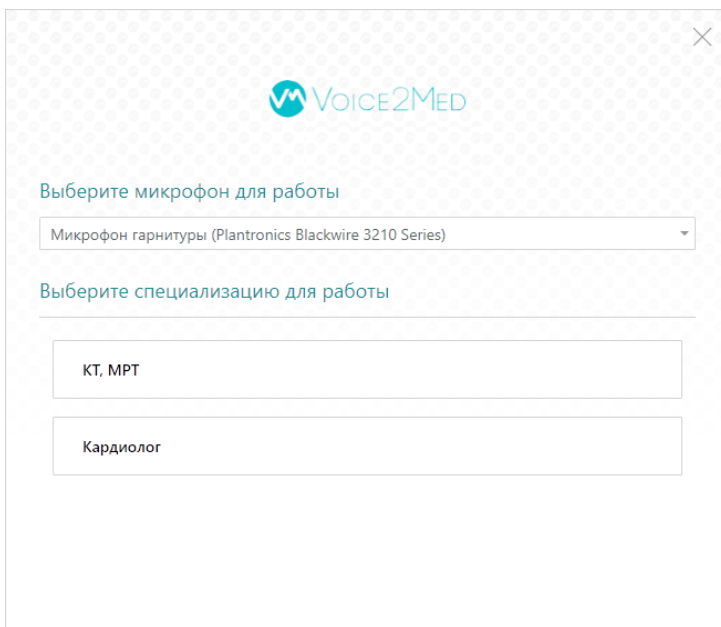 VOICE2MED
Выберите микрофон для работы
Микрофон гарнитуры (Plantronics Blackwire 3210 Series)
Выберите специализацию для работы
КТ, МРТ
Кардиолог